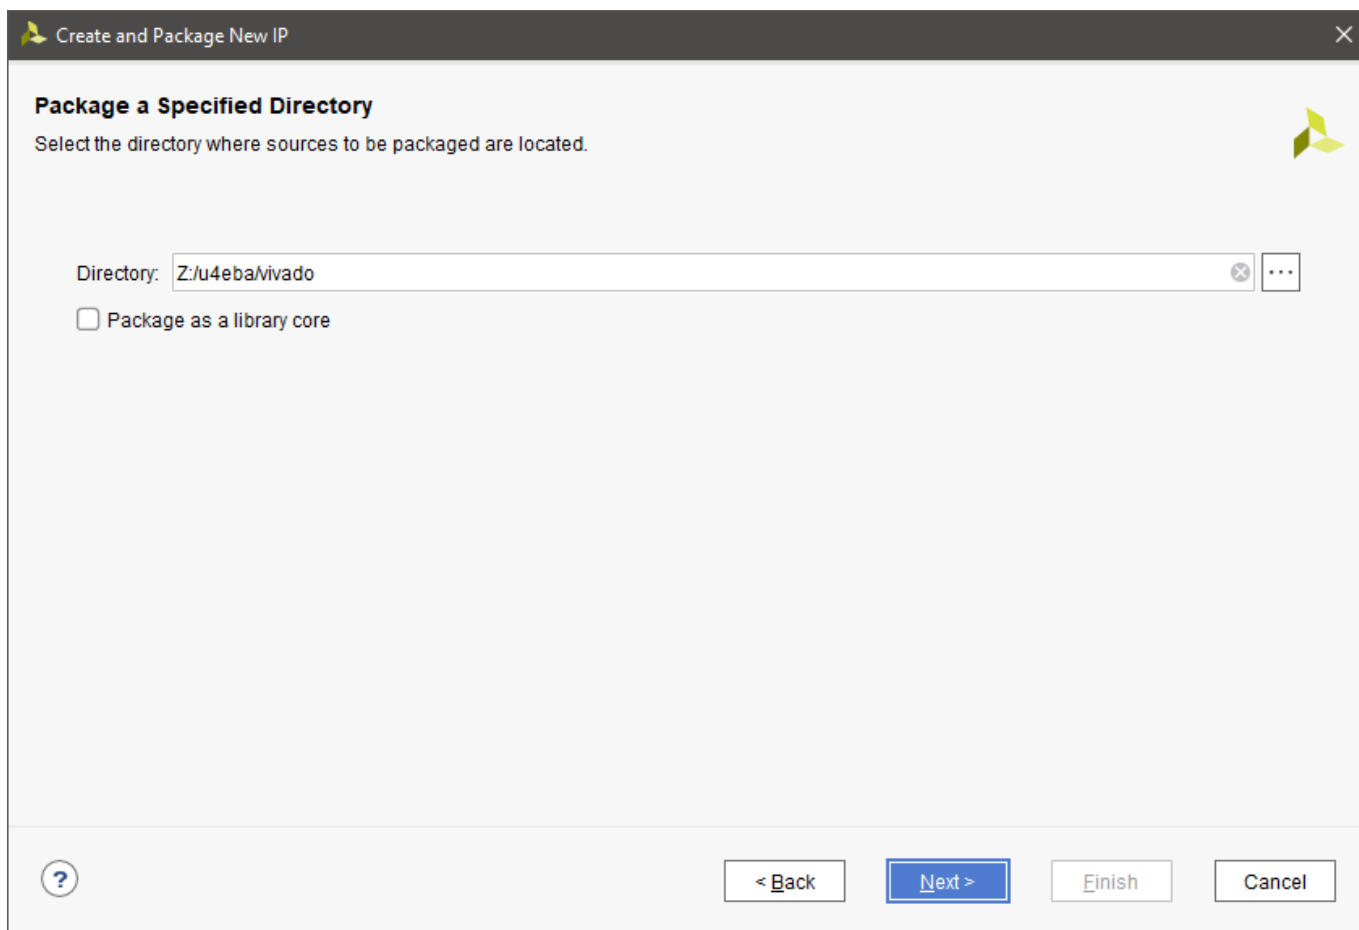 Create and Package New IP
Package a Specified Directory
Select the directory where sources to be packaged are located.
Directory: Z:/u4eba/vivado
Package as a library core
? < Back Next > Finish Cancel